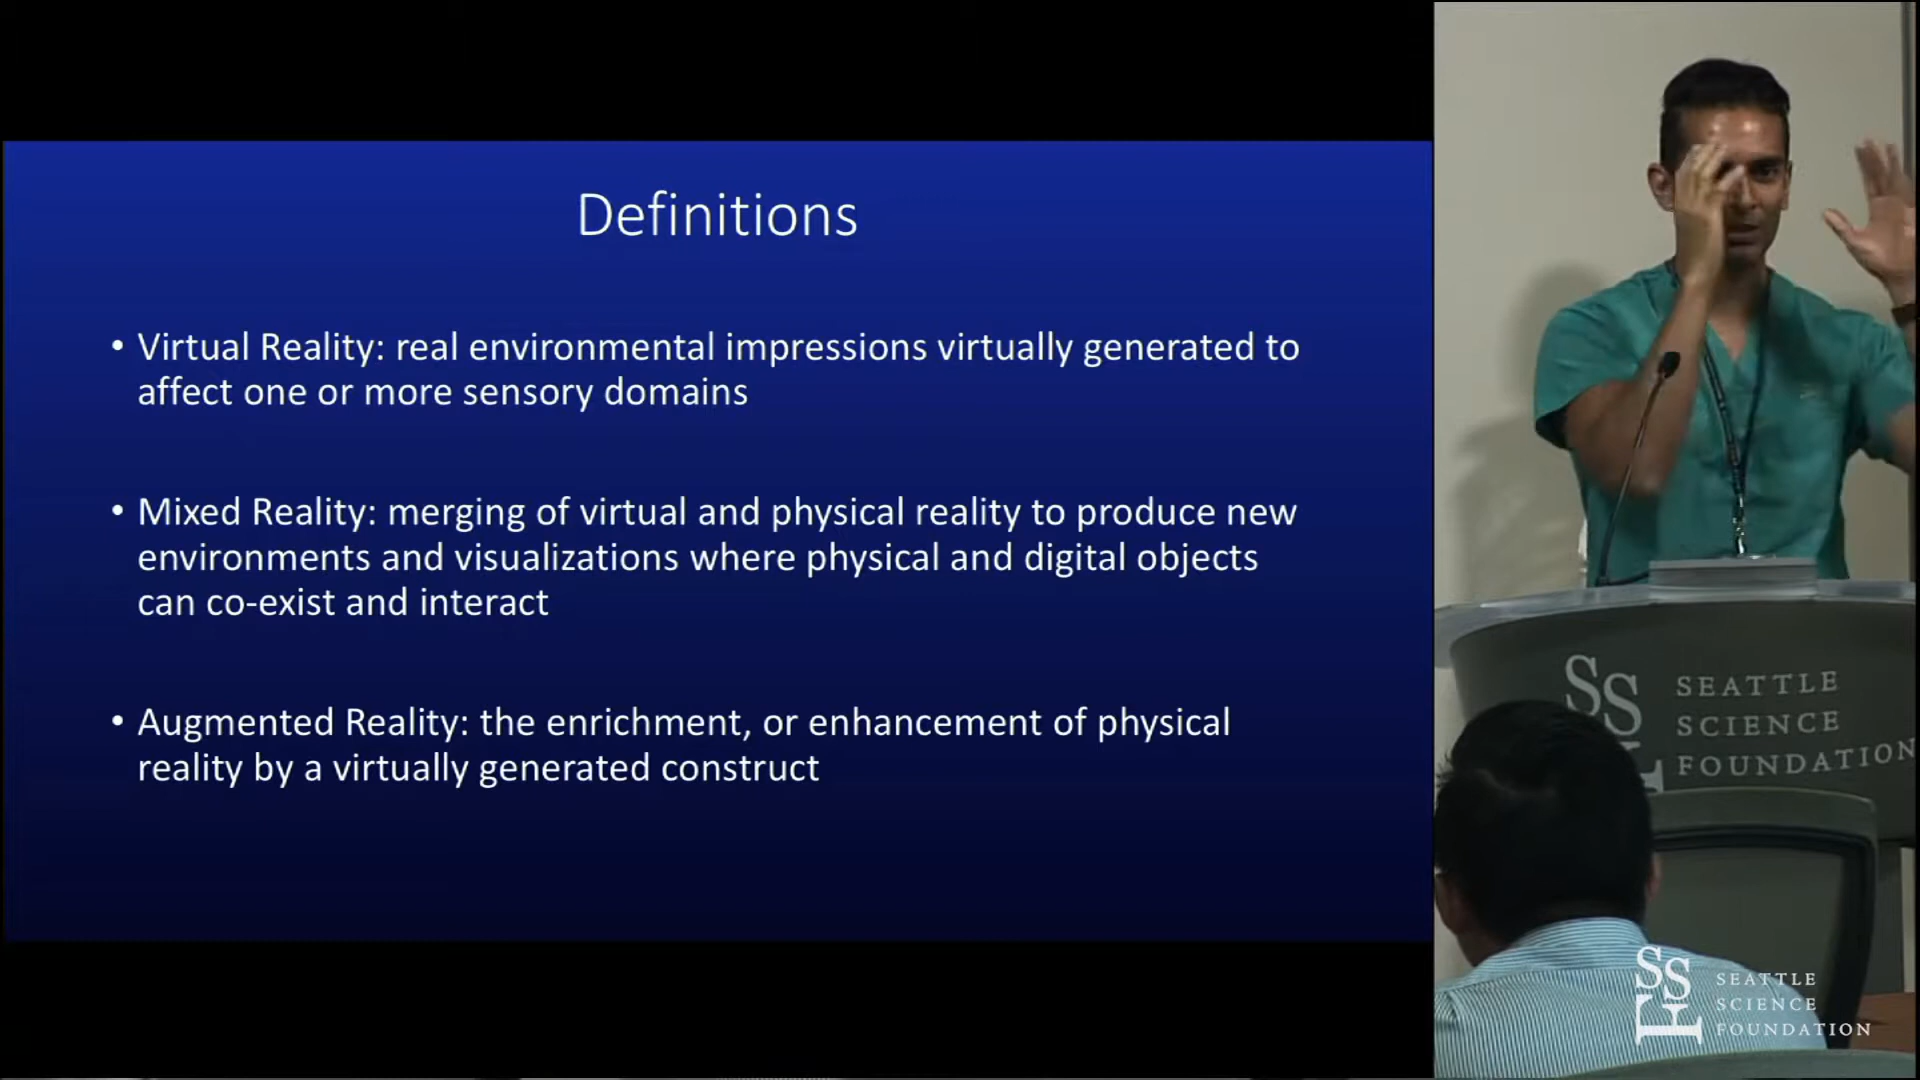 Definitions
• Virtual Reality: real environmental impressions virtually generated to
affect one or more sensory domains
• Mixed Reality: merging of virtual and physical reality to produce new
environments and visualizations where physical and digital objects
can co-exist and interact
• Augmented Reality: the enrichment, or enhancement of physical
reality by a virtually generated construct
SSF
SEATTLE
SCIENCE
FOUNDATION
SSF
SEATTLE
SCIENCE
FOUNDATION